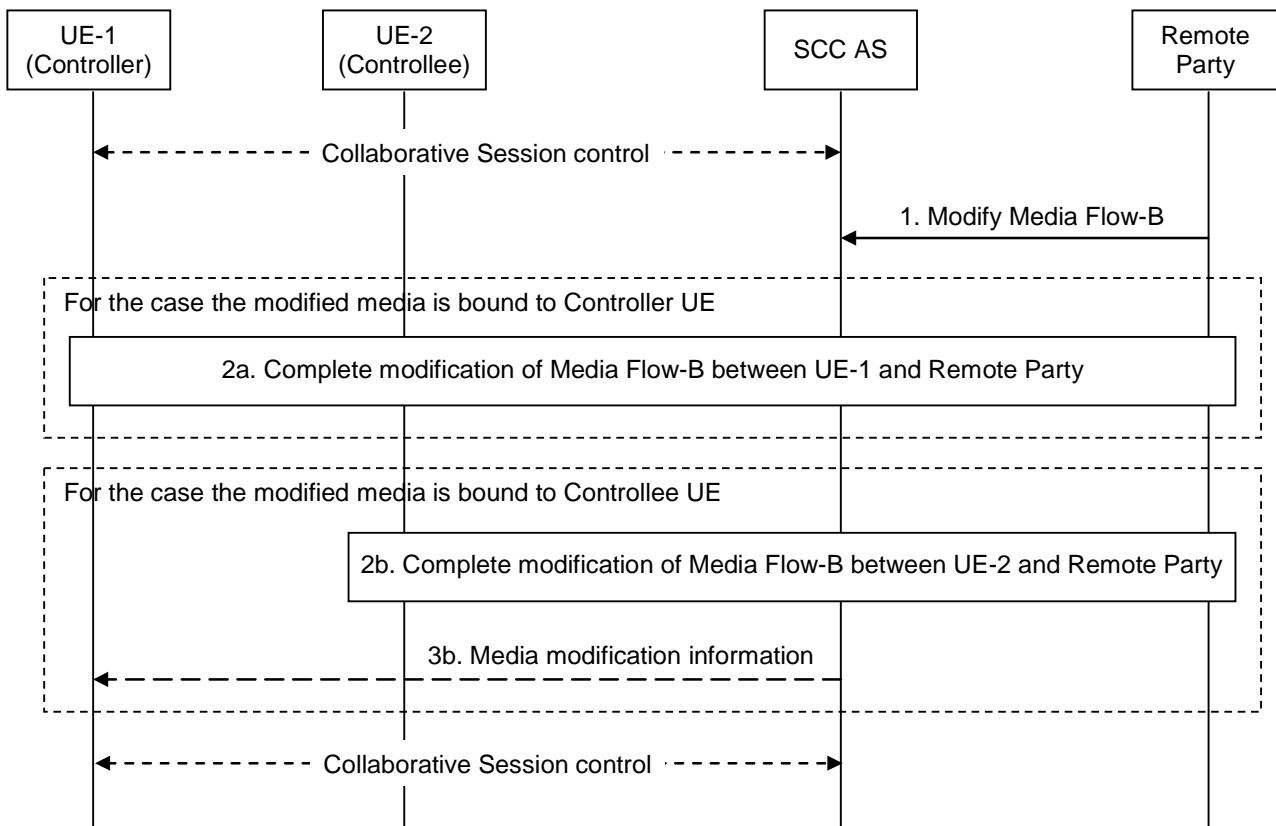 UE-1
(Controller)
UE-2
(Controllee)
SCC AS
Remote
Party
Collaborative Session control
1. Modify Media Flow-B
For the case the modified media is bound to Controller UE
2a. Complete modification of Media Flow-B between UE-1 and Remote Party
For the case the modified media is bound to Controllee UE
2b. Complete modification of Media Flow-B between UE-2 and Remote Party
3b. Media modification information
Collaborative Session control